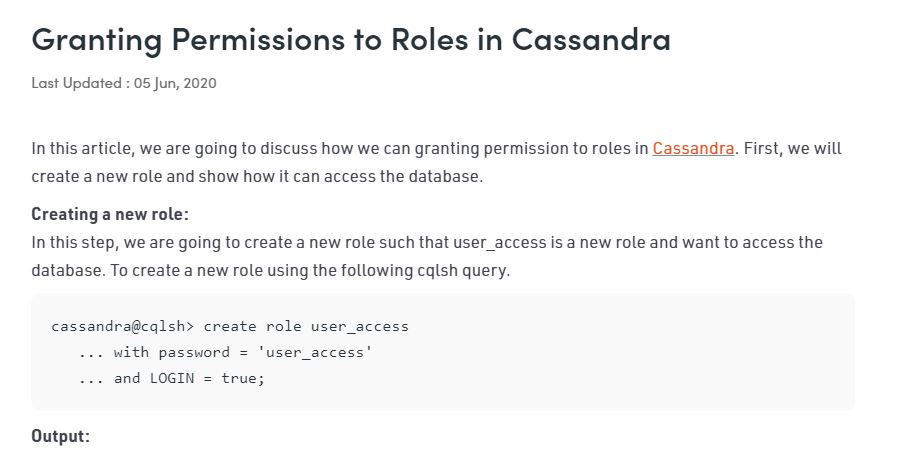 Granting Permissions to Roles in Cassandra
Last Updated : 05 Jun, 2020
In this article, we are going to discuss how we can granting permission to roles in Cassandra. First, we will
create a new role and show how it can access the database.
Creating a new role:
In this step, we are going to create a new role such that user_access is a new role and want to access the
database. To create a new role using the following cqlsh query.
cassandra@cqlsh> create role user_access
... with password = 'user_access'
... and LOGIN = true;
Output: